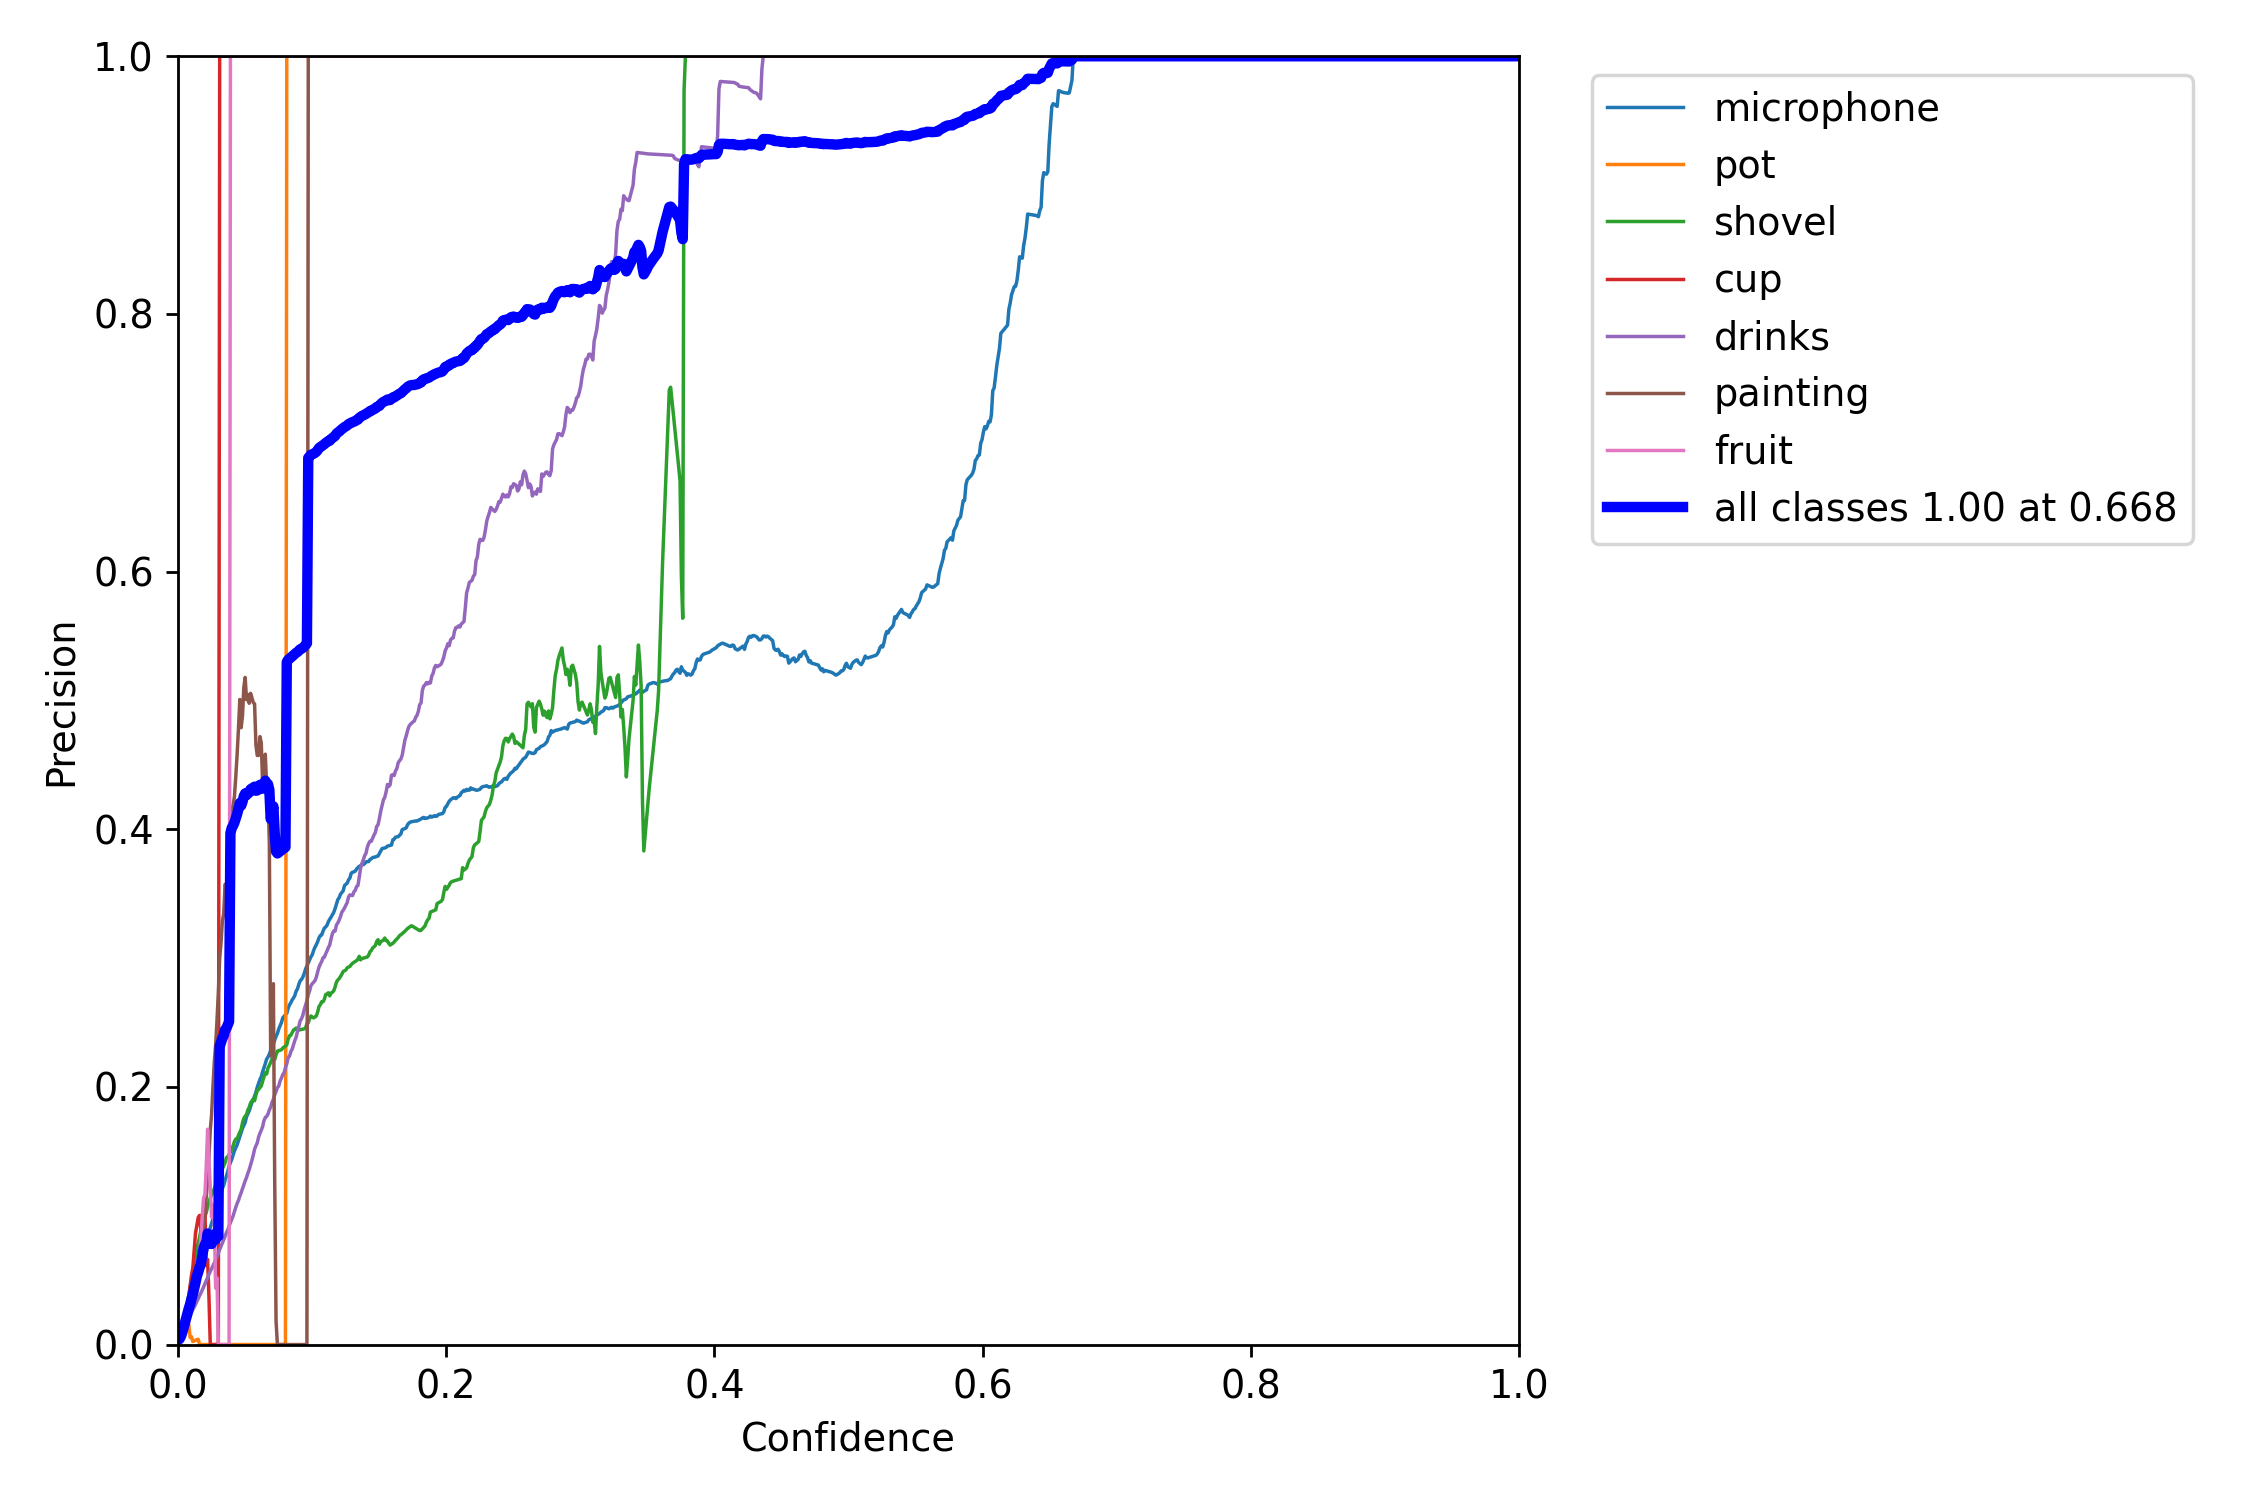 1.0
0.8
0.6
0.4
0.2
0.0
Precision
0.0 0.2 0.4 0.6 0.8 1.0
Confidence
microphone
pot
shovel
cup
drinks
painting
fruit
all classes 1.00 at 0.668